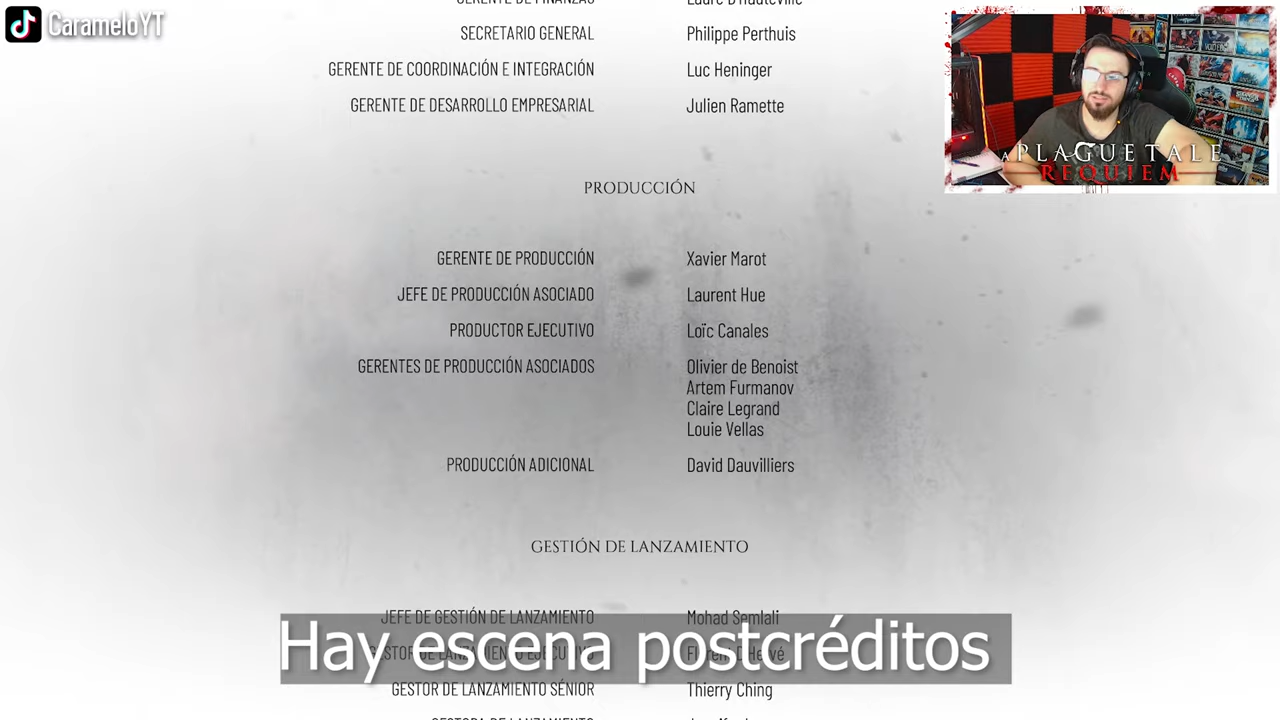 CarameloYT
SECRETARIO GENERAL Philippe Perthuis
GERENTE DE COORDINACIÓN E INTEGRACIÓN Luc Heninger
GERENTE DE DESARROLLO EMPRESARIAL Julien Ramette
A PLAGUE TALE
REQUIEM
PRODUCCIÓN
GERENTE DE PRODUCCIÓN Xavier Marot
JEFE DE PRODUCCIÓN ASOCIADO Laurent Hue
PRODUCTOR EJECUTIVO Loïc Canales
GERENTES DE PRODUCCIÓN ASOCIADOS Olivier de Benoist
Artem Furmanov
Claire Legrand
Louie Vellas
PRODUCCIÓN ADICIONAL David Dauvilliers
GESTIÓN DE LANZAMIENTO
JEFE DE GESTIÓN DE LANZAMIENTO Mohad Semlali
Hay escena postcréditos
GESTOR DE LANZAMIENTO SÉNIOR Thierry Ching